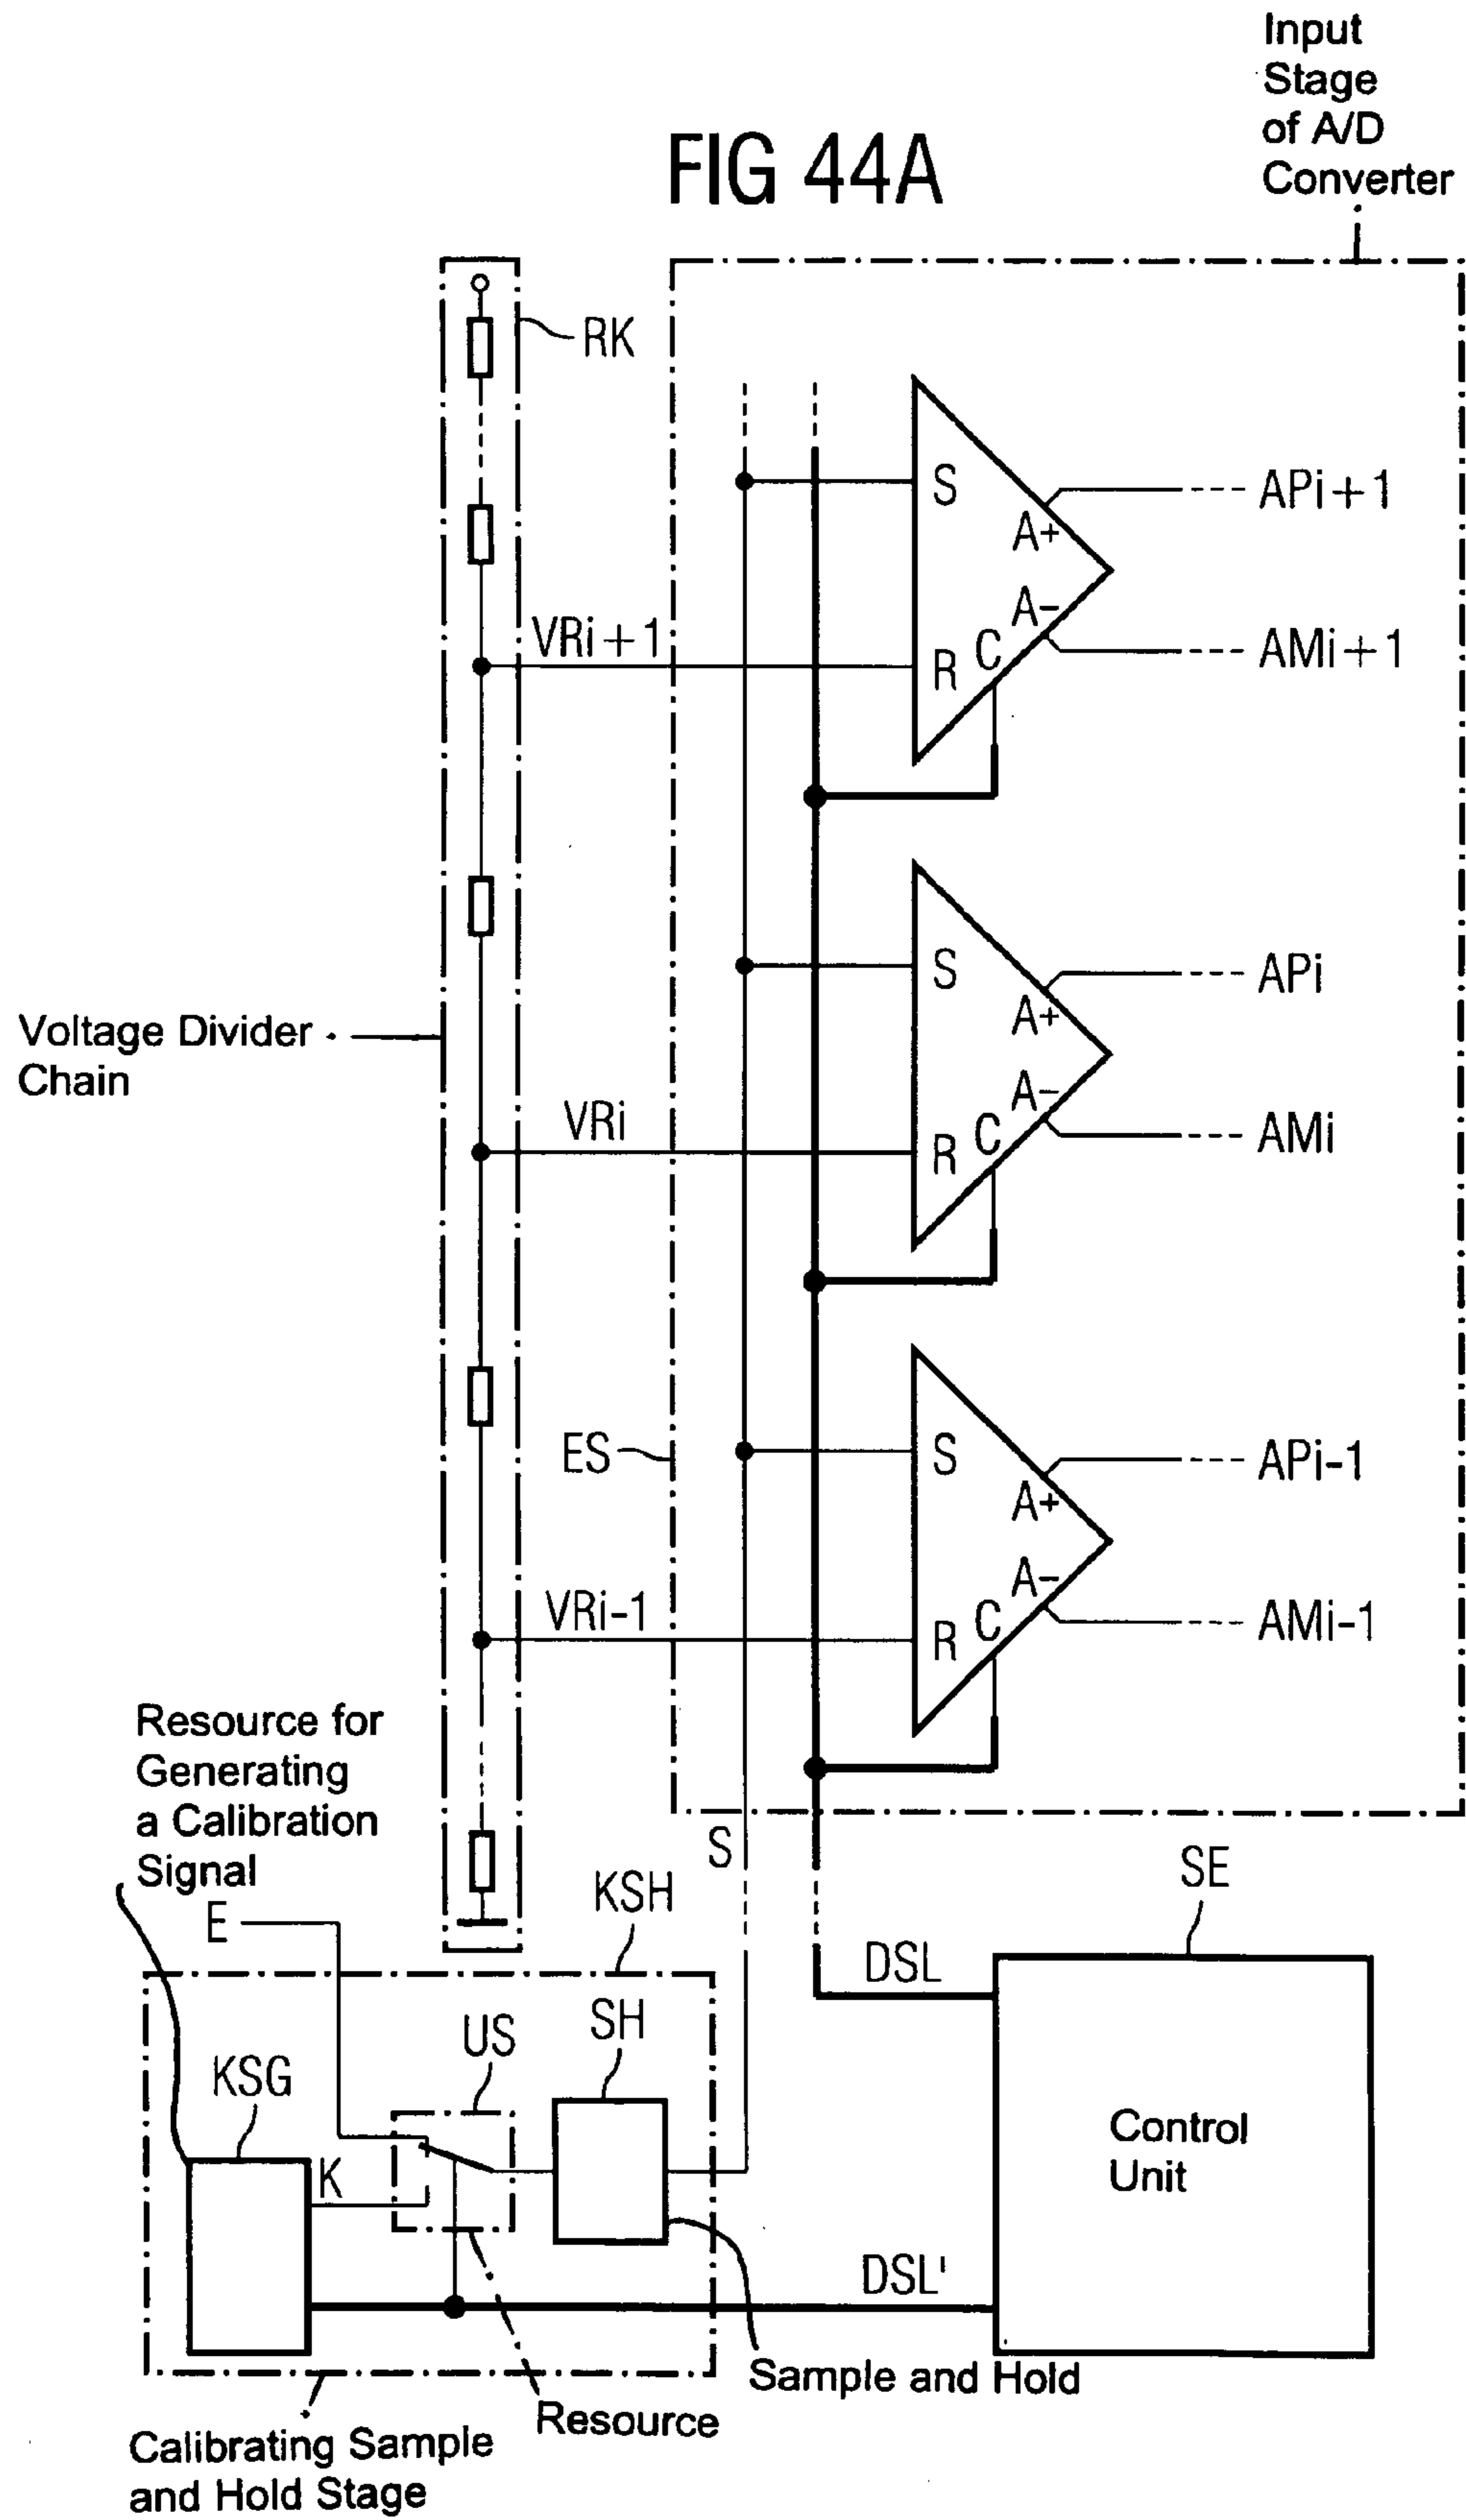 Input
Stage
of A/D
Converter
FIG 44A
RK
S
A+
A-
R
C
APi+1
AMi+1
VRi+1
Voltage Divider
Chain
S
A+
A-
R
C
APi
AMi
VRi
ES
S
A+
A-
R
C
APi-1
AMi-1
VRi-1
Resource for
Generating
a Calibration
Signal
E
S
KSH
SE
DSL
US
SH
KSG
K
Control
Unit
DSL'
Sample and Hold
Resource
Calibrating Sample
and Hold Stage